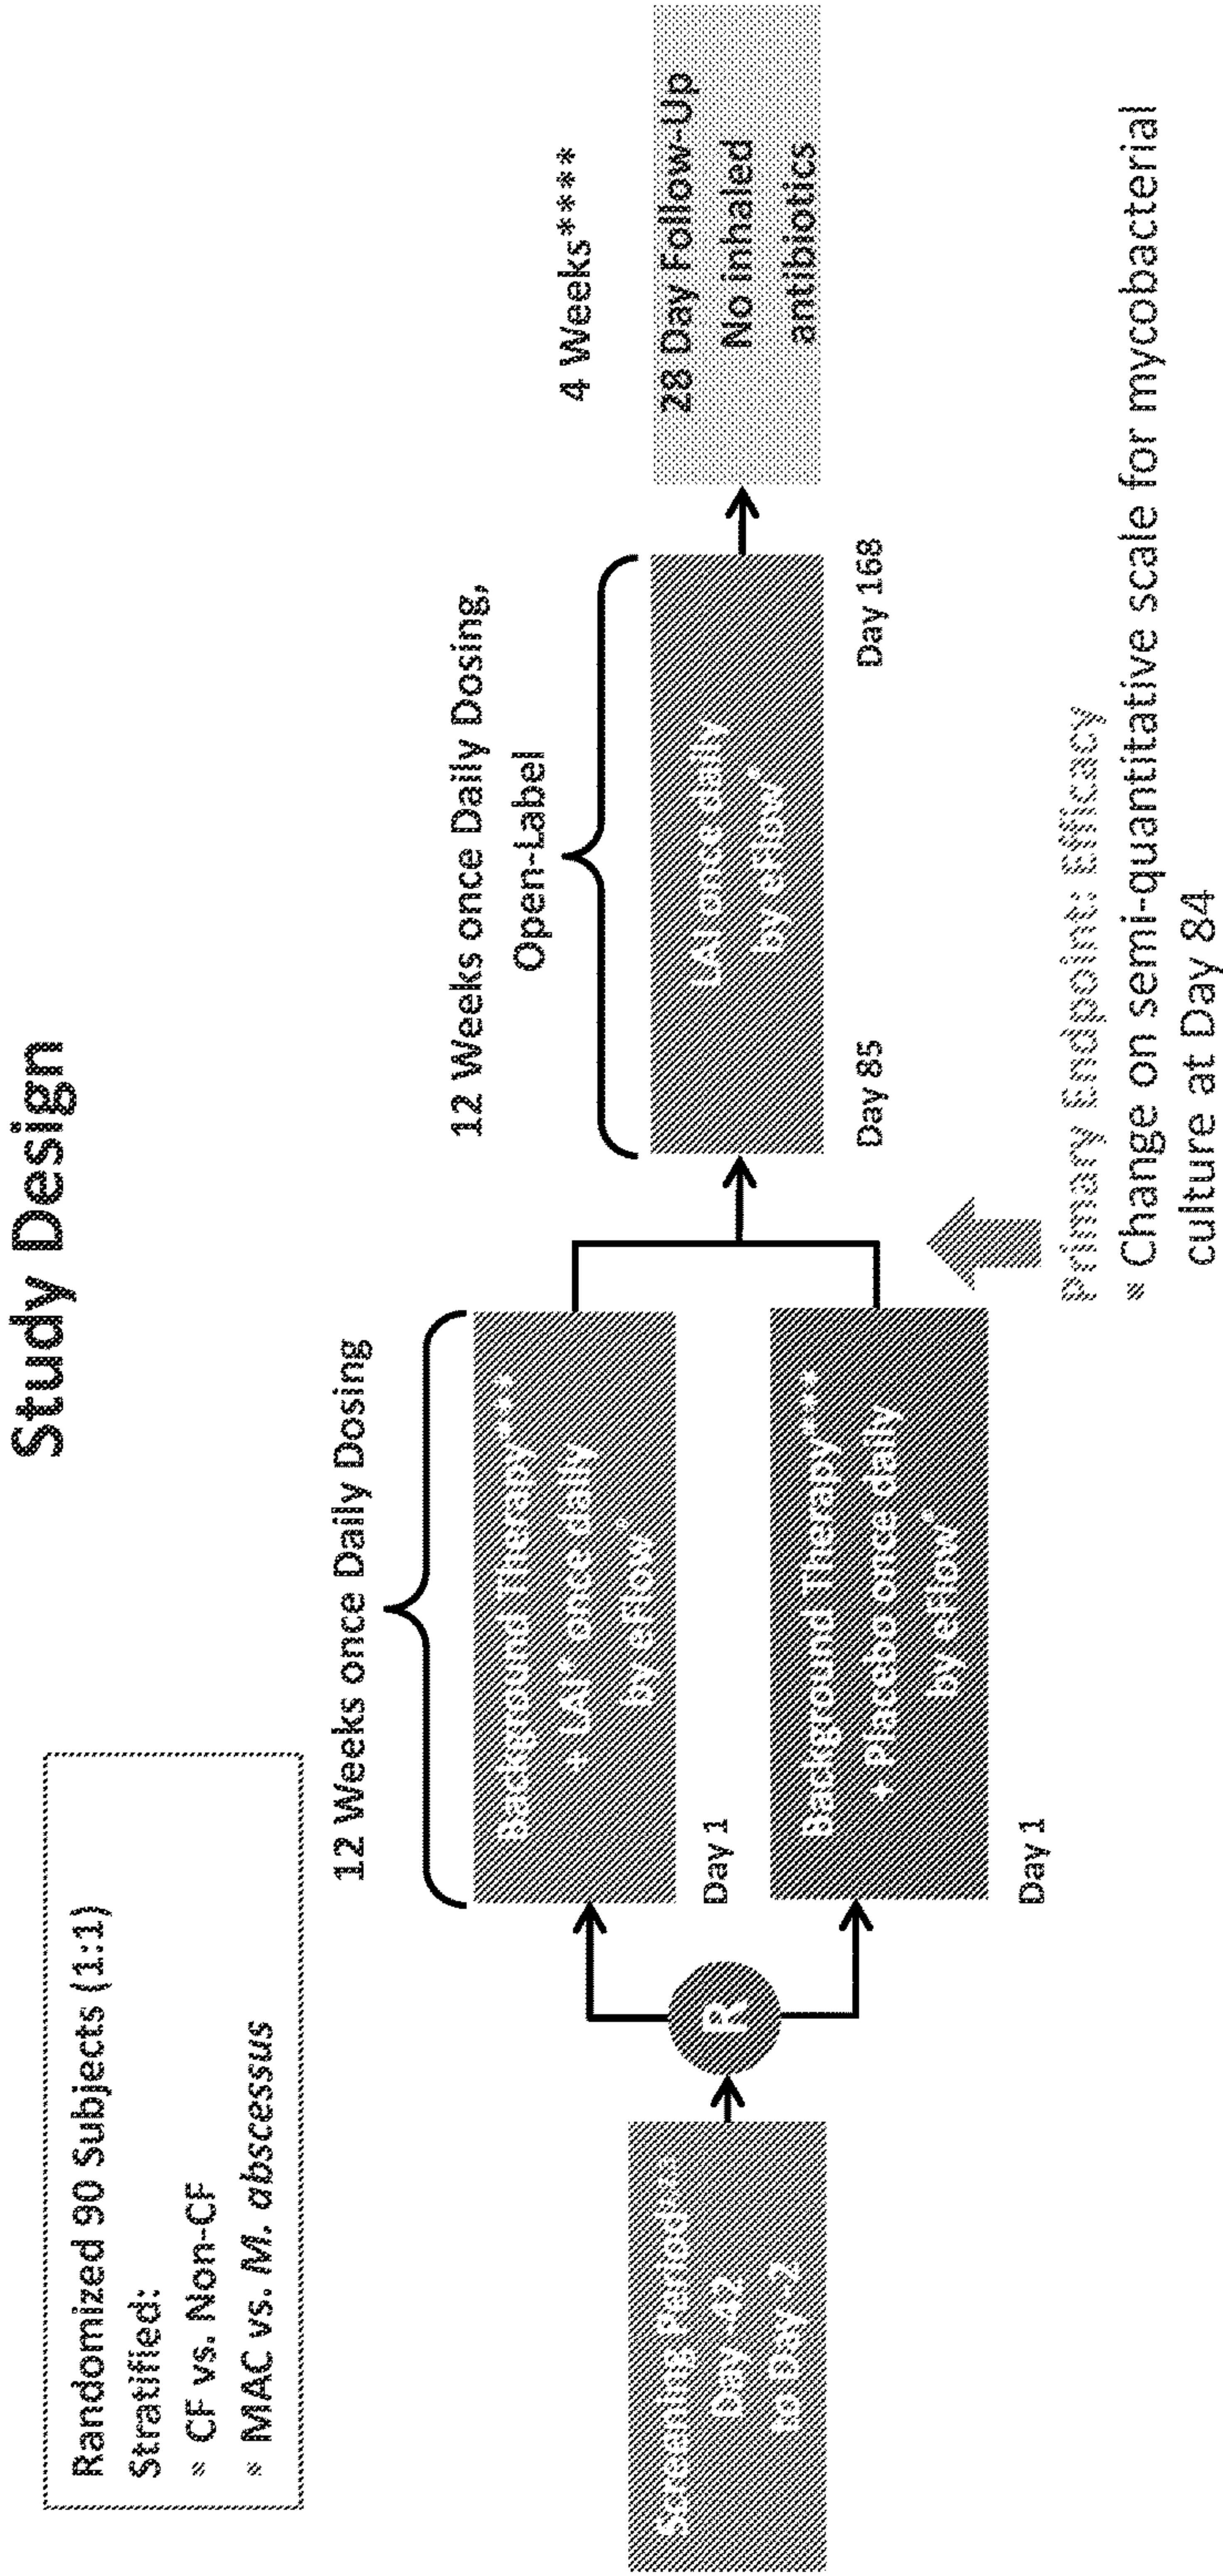 Study Design
Randomized 90 Subjects (1:1)
Stratified:
▪ CF vs. Non-CF
▪ MAC vs. M. abscessus
Screening Period**
Day -42
to Day -2
R
12 Weeks once Daily Dosing
Background Therapy***
+ LAI* once daily
by eFlow®
Day 1
Background Therapy***
+ Placebo once daily
by eFlow®
Day 1
12 Weeks once Daily Dosing,
Open-Label
LAI once daily
by eFlow®
Day 85
Day 168
4 Weeks****
28 Day Follow-Up
No inhaled
antibiotics
Primary Endpoint: Efficacy
▪ Change on semi-quantitative scale for mycobacterial
culture at Day 84